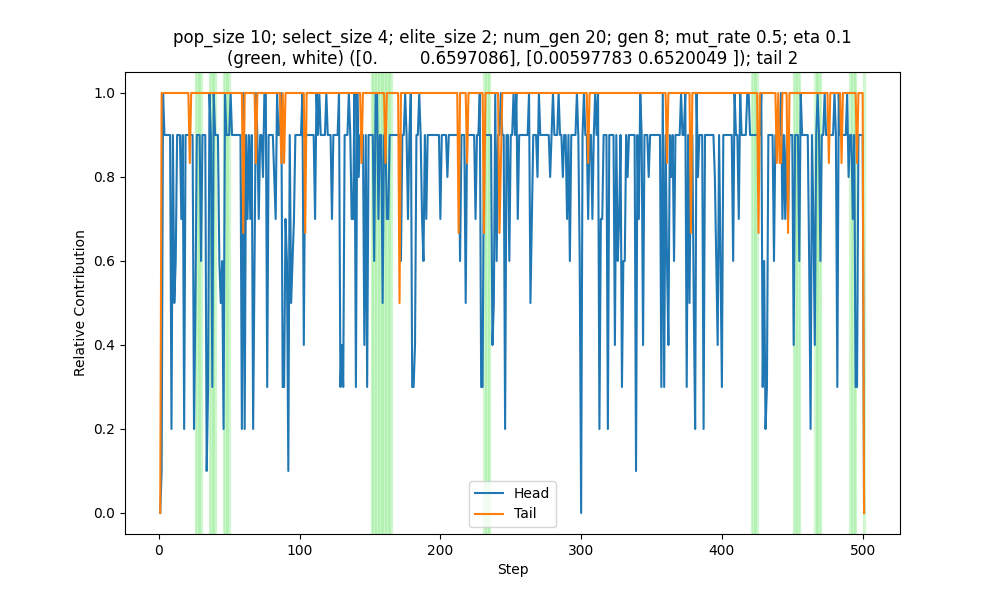 pop_size 10; select_size 4; elite_size 2; num_gen 20; gen 8; mut_rate 0.5; eta 0.1
(green, white) ([0. 0.6597086], [0.00597783 0.6520049 ]); tail 2
1.0
0.8
0.6
0.4
0.2
0.0
Relative Contribution
Head
Tail
0 100 200 300 400 500
Step